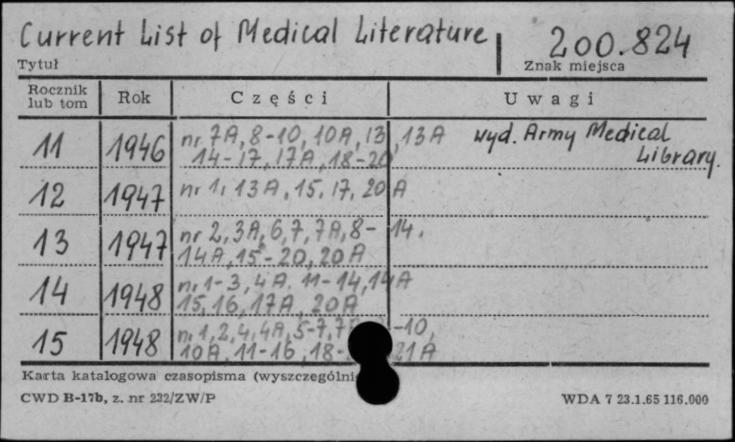 Current List of Medical Literature
200.824
Tytuł
Znak miejsca
Rocznik lub tom Rok Części Uwagi
11 1946 nr 7A, 8-10, 10A, 13, 13A wyd. Army Medical
14-17, 17A, 18-20 Library.
12 1947 nr 1, 13A, 15, 17, 20A
13 1947 nr 2, 3A, 6, 7, 7A, 8-14.
14A, 15-20, 20A
14 1948 nr. 1-3, 4A. 11-14, 14A
15, 16, 17A, 20A
15 1948 nr. 1, 2, 4, 4A, 5-7, -10,
10A, 11-16, 18- 21A
Karta katalogowa czasopisma
CWD B-17b, z. nr 232/ZW/P WDA 7 23.1.65 116.000